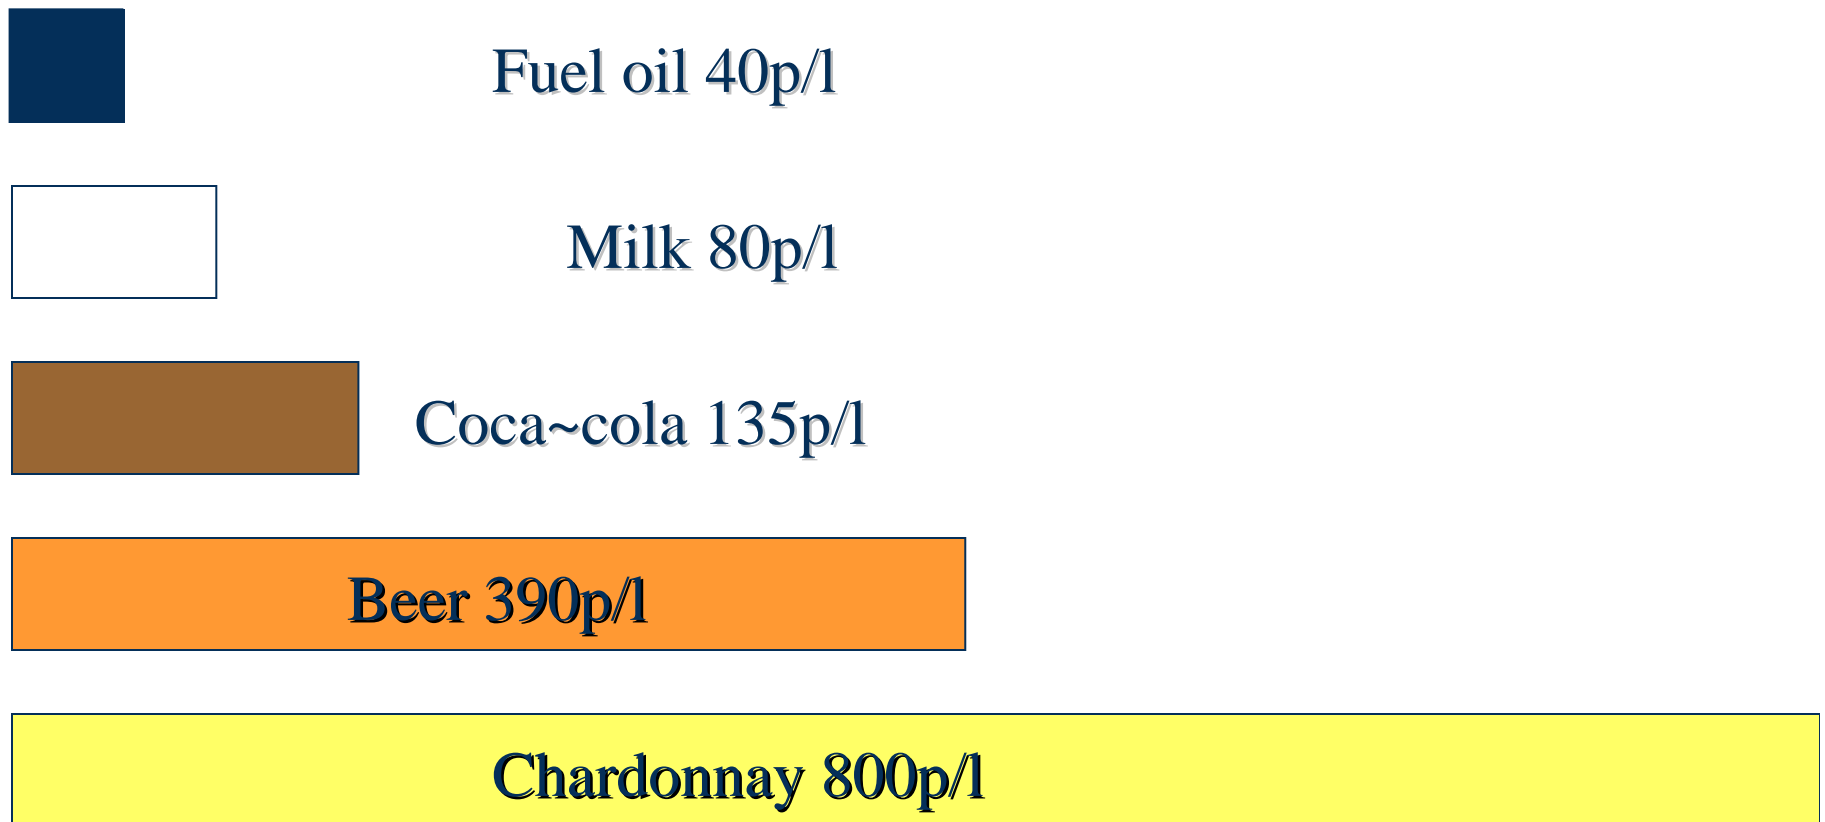 Fuel oil 40p/l
Milk 80p/l
Coca~cola 135p/l
Beer 390p/l
Chardonnay 800p/l